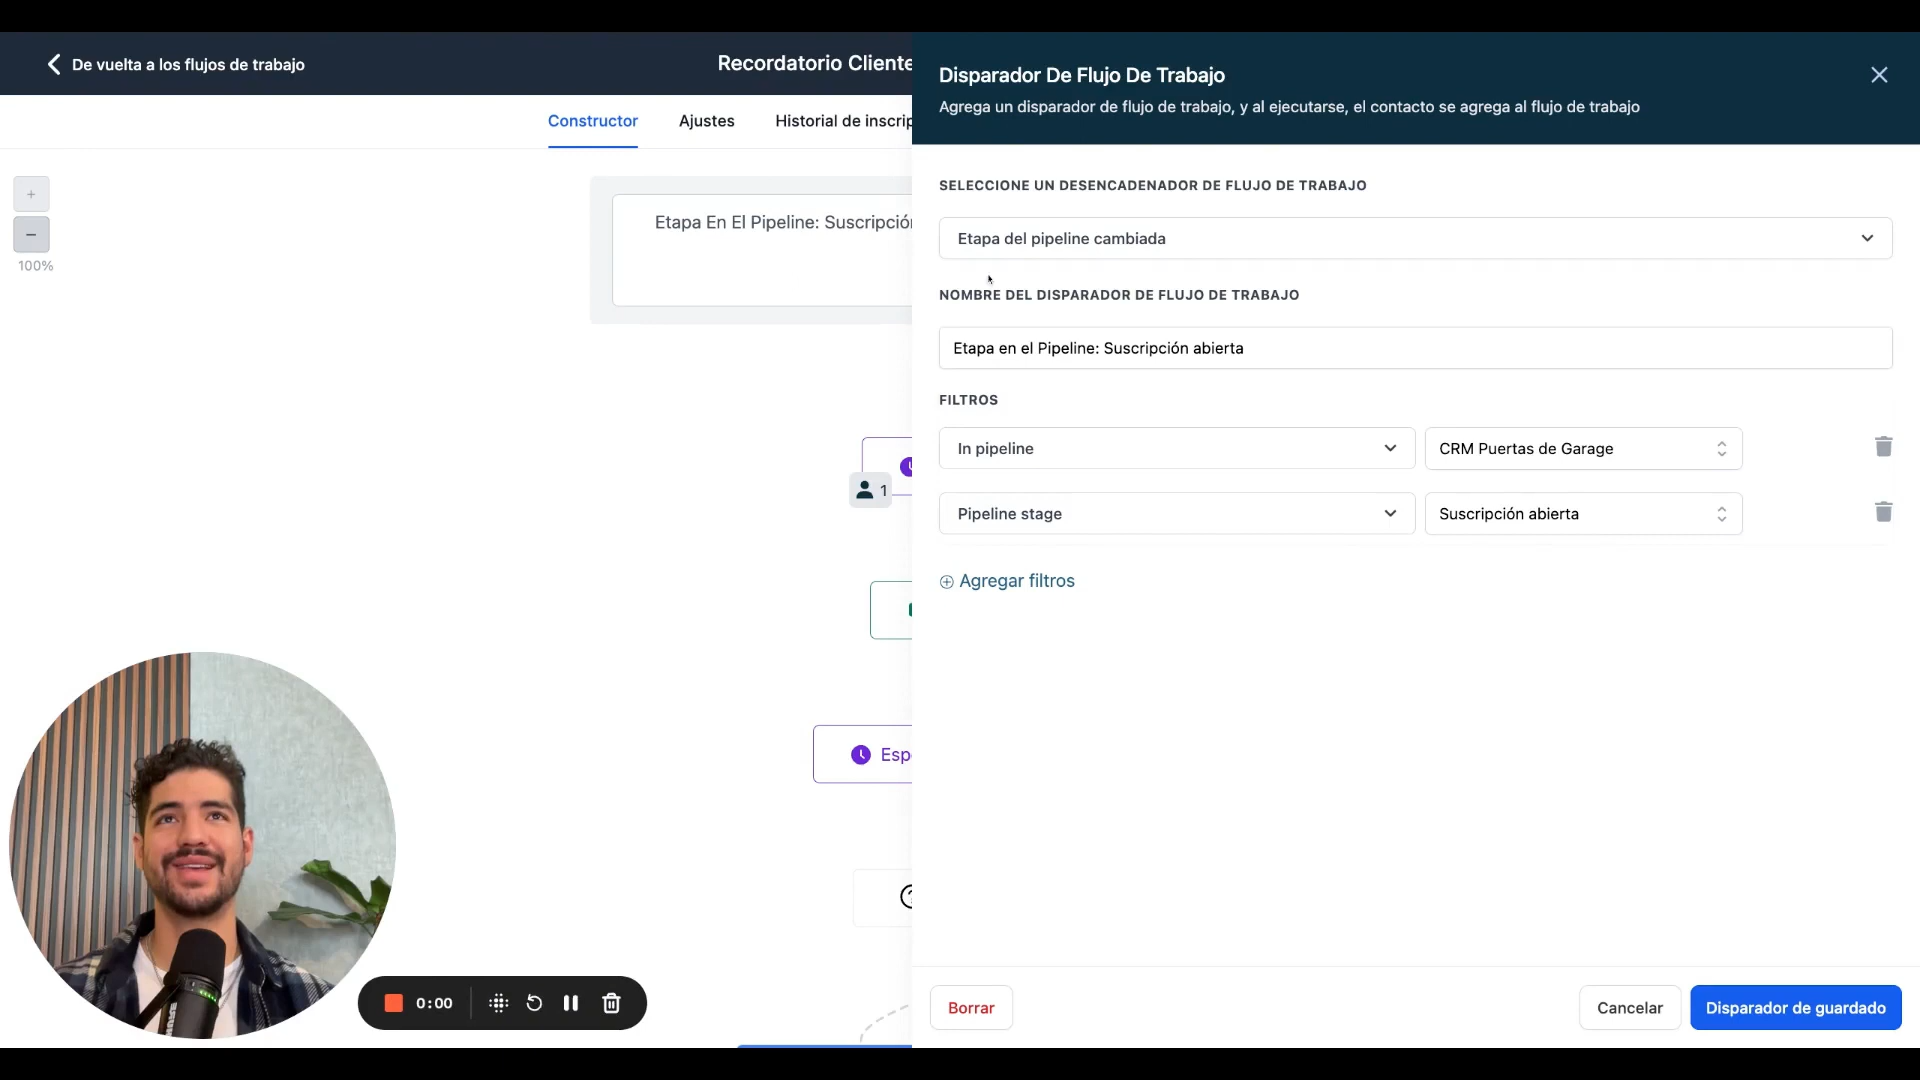 De vuelta a los flujos de trabajo
Recordatorio Cliente
Constructor
Ajustes
Historial de inscrip
+
−
100%
Etapa En El Pipeline: Suscripción
1
Esp
0:00
Disparador De Flujo De Trabajo
Agrega un disparador de flujo de trabajo, y al ejecutarse, el contacto se agrega al flujo de trabajo
SELECCIONE UN DESENCADENADOR DE FLUJO DE TRABAJO
Etapa del pipeline cambiada
NOMBRE DEL DISPARADOR DE FLUJO DE TRABAJO
Etapa en el Pipeline: Suscripción abierta
FILTROS
In pipeline
CRM Puertas de Garage
Pipeline stage
Suscripción abierta
Agregar filtros
Borrar
Cancelar
Disparador de guardado